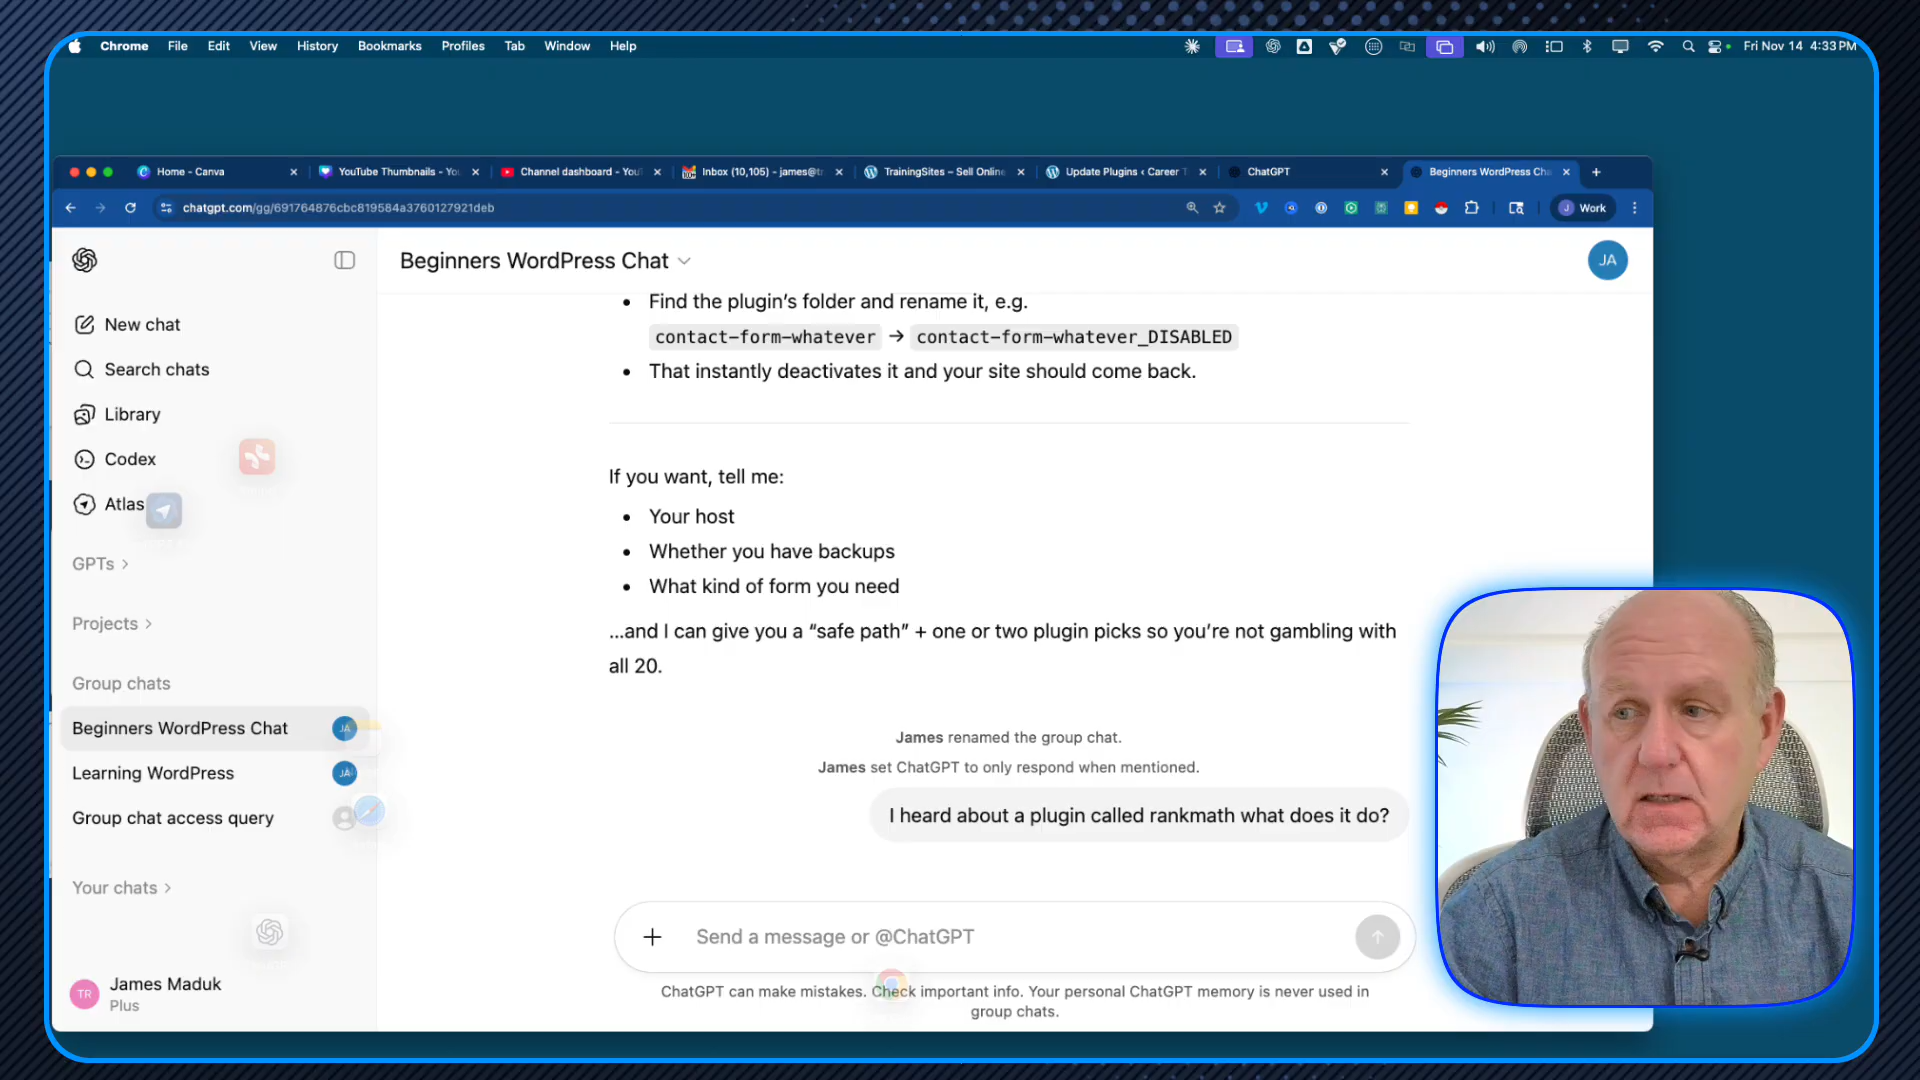 Chrome File Edit View History Bookmarks Profiles Tab Window Help
Fri Nov 14 4:33 PM
Home - Canva
YouTube Thumbnails - Yo
Channel dashboard - You
Inbox (10,105) - james@tr
TrainingSites – Sell Online
Update Plugins ‹ Career T
ChatGPT
Beginners WordPress Cha
chatgpt.com/gg/691764876cbc819584a3760127921deb
J Work
Beginners WordPress Chat
JA
New chat
Search chats
Library
Codex
Atlas
GPTs
Projects
Group chats
Beginners WordPress Chat JA
Learning WordPress JA
Group chat access query
Your chats
TR James Maduk
Plus
Find the plugin’s folder and rename it, e.g.
contact-form-whatever → contact-form-whatever_DISABLED
That instantly deactivates it and your site should come back.
If you want, tell me:
Your host
Whether you have backups
What kind of form you need
...and I can give you a “safe path” + one or two plugin picks so you’re not gambling with
all 20.
James renamed the group chat.
James set ChatGPT to only respond when mentioned.
I heard about a plugin called rankmath what does it do?
Send a message or @ChatGPT
ChatGPT can make mistakes. Check important info. Your personal ChatGPT memory is never used in
group chats.